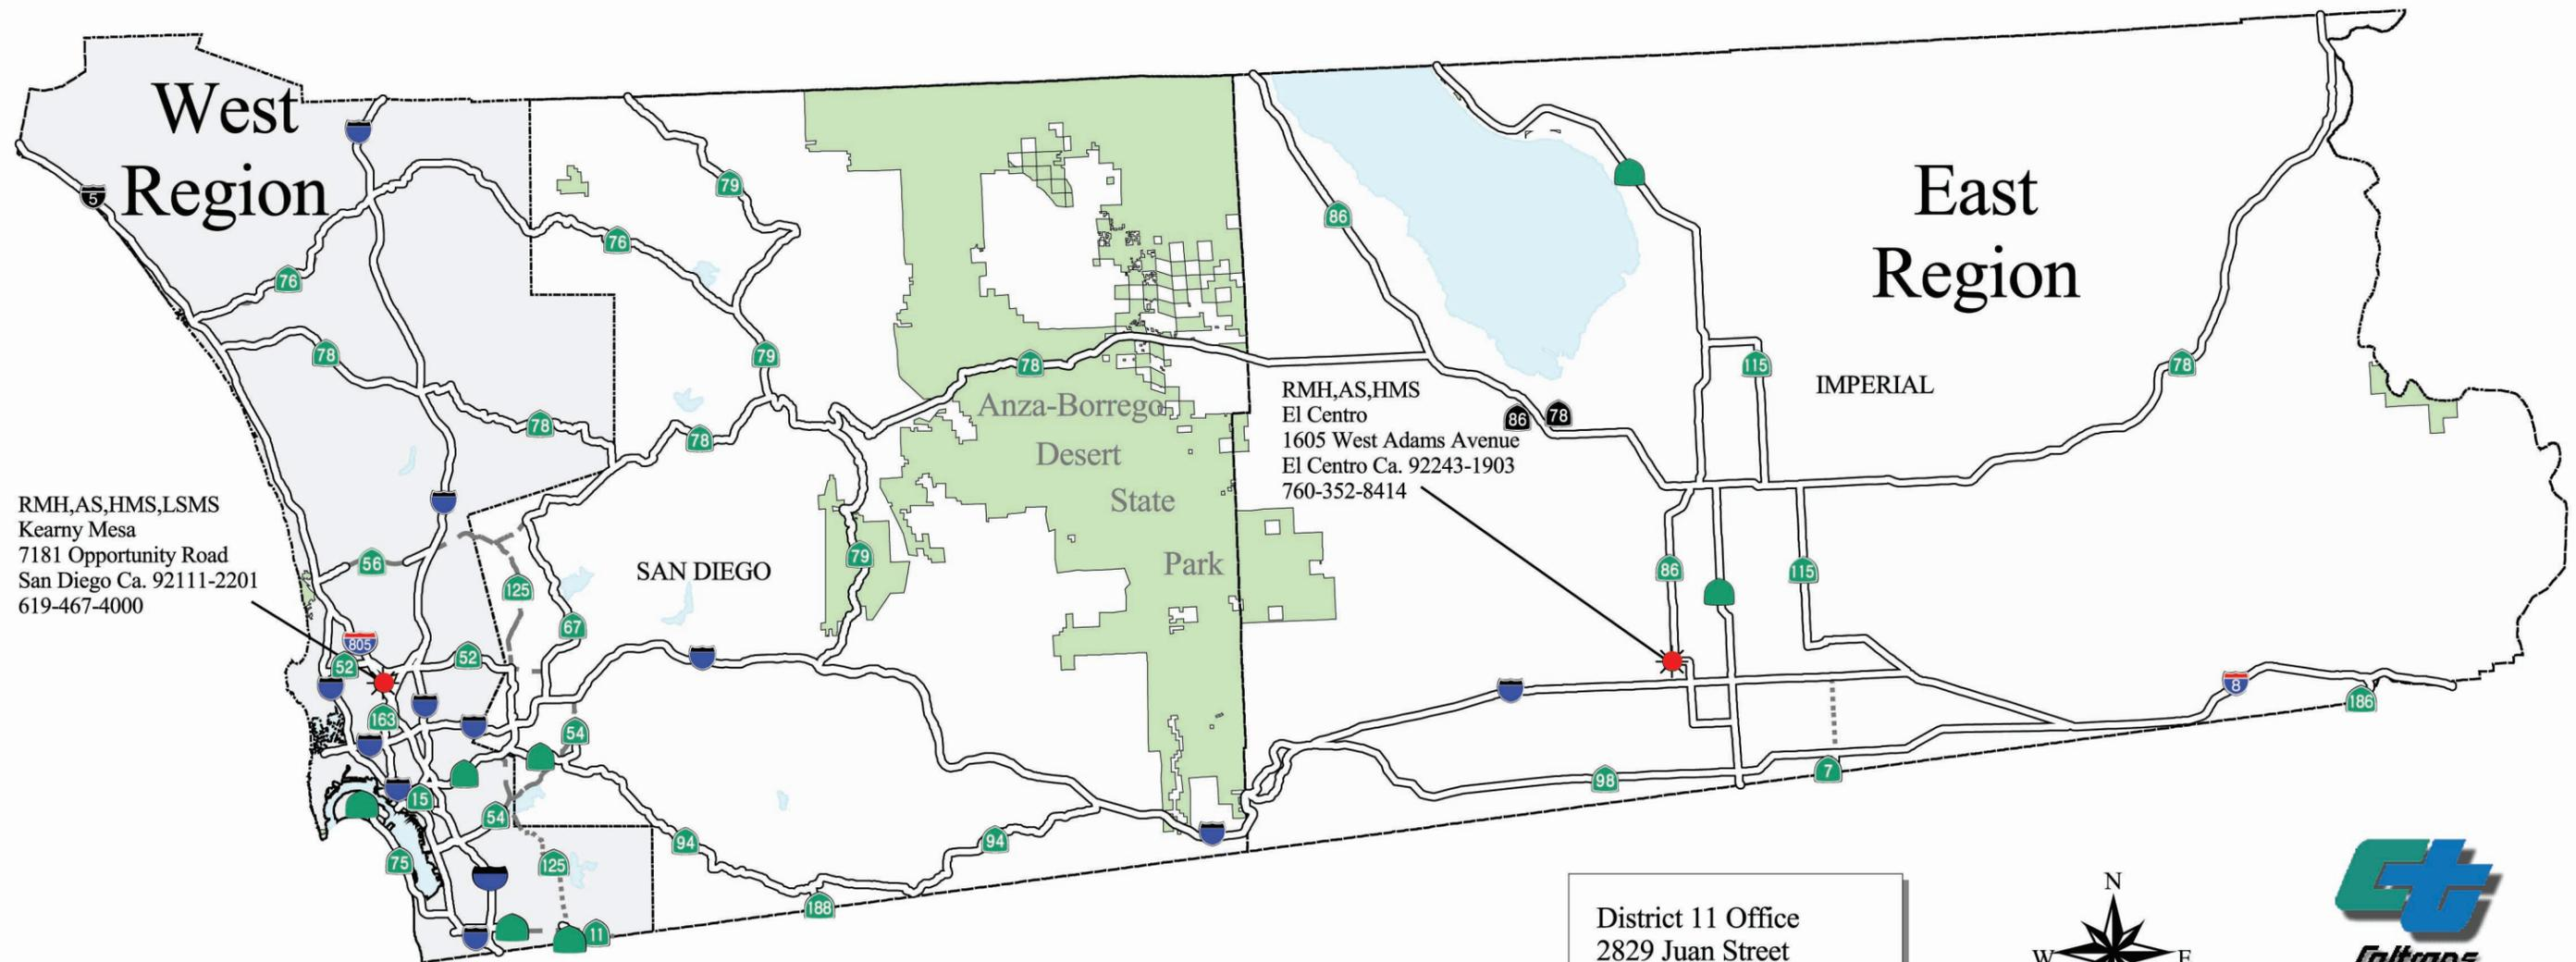 West
Region
East
Region
5
79
76
76
86
79
78
78
78
78
78
115
IMPERIAL
Anza-Borrego
Desert
State
Park
RMH,AS,HMS
El Centro
1605 West Adams Avenue
El Centro Ca. 92243-1903
760-352-8414
86
78
RMH,AS,HMS,LSMS
Kearny Mesa
7181 Opportunity Road
San Diego Ca. 92111-2201
619-467-4000
56
125
SAN DIEGO
79
86
115
67
805
52
52
8
186
163
54
98
7
15
54
94
94
75
125
188
11
District 11 Office
2829 Juan Street
N
W
E
Ct
Caltrans